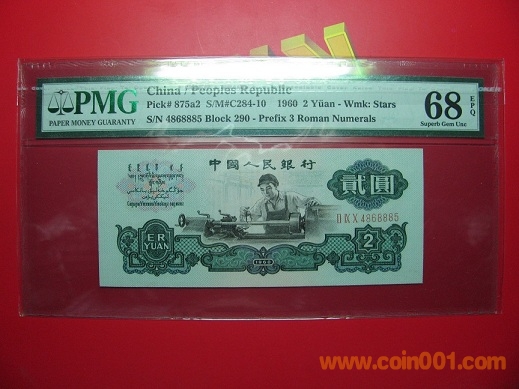 China / Peoples Republic
PMG
PAPER MONEY GUARANTY
Pick# 875a2 S/M#C284-10 1960 2 Yüan - Wmk: Stars
S/N 4868885 Block 290 - Prefix 3 Roman Numerals
68 EPQ
Superb Gem Unc
中國人民銀行
貳圓
II IX X 4868885
ER
YUAN
2
1960
www.coin001.com